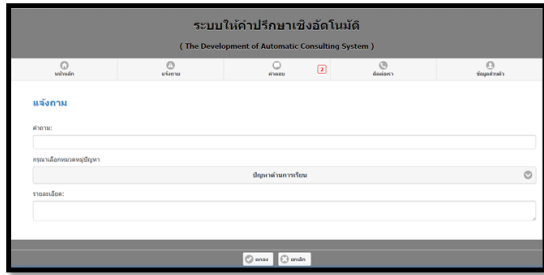 ระบบให้คำปรึกษาเชิงอัตโนมัติ
( The Development of Automatic Consulting System )
หน้าหลัก แจ้งถาม คำตอบ 2 ติดต่อเรา ข้อมูลส่วนตัว
แจ้งถาม
คำถาม:
กรุณาเลือกหมวดหมู่ปัญหา
ปัญหาด้านการเรียน
รายละเอียด:
ตกลง ยกเลิก